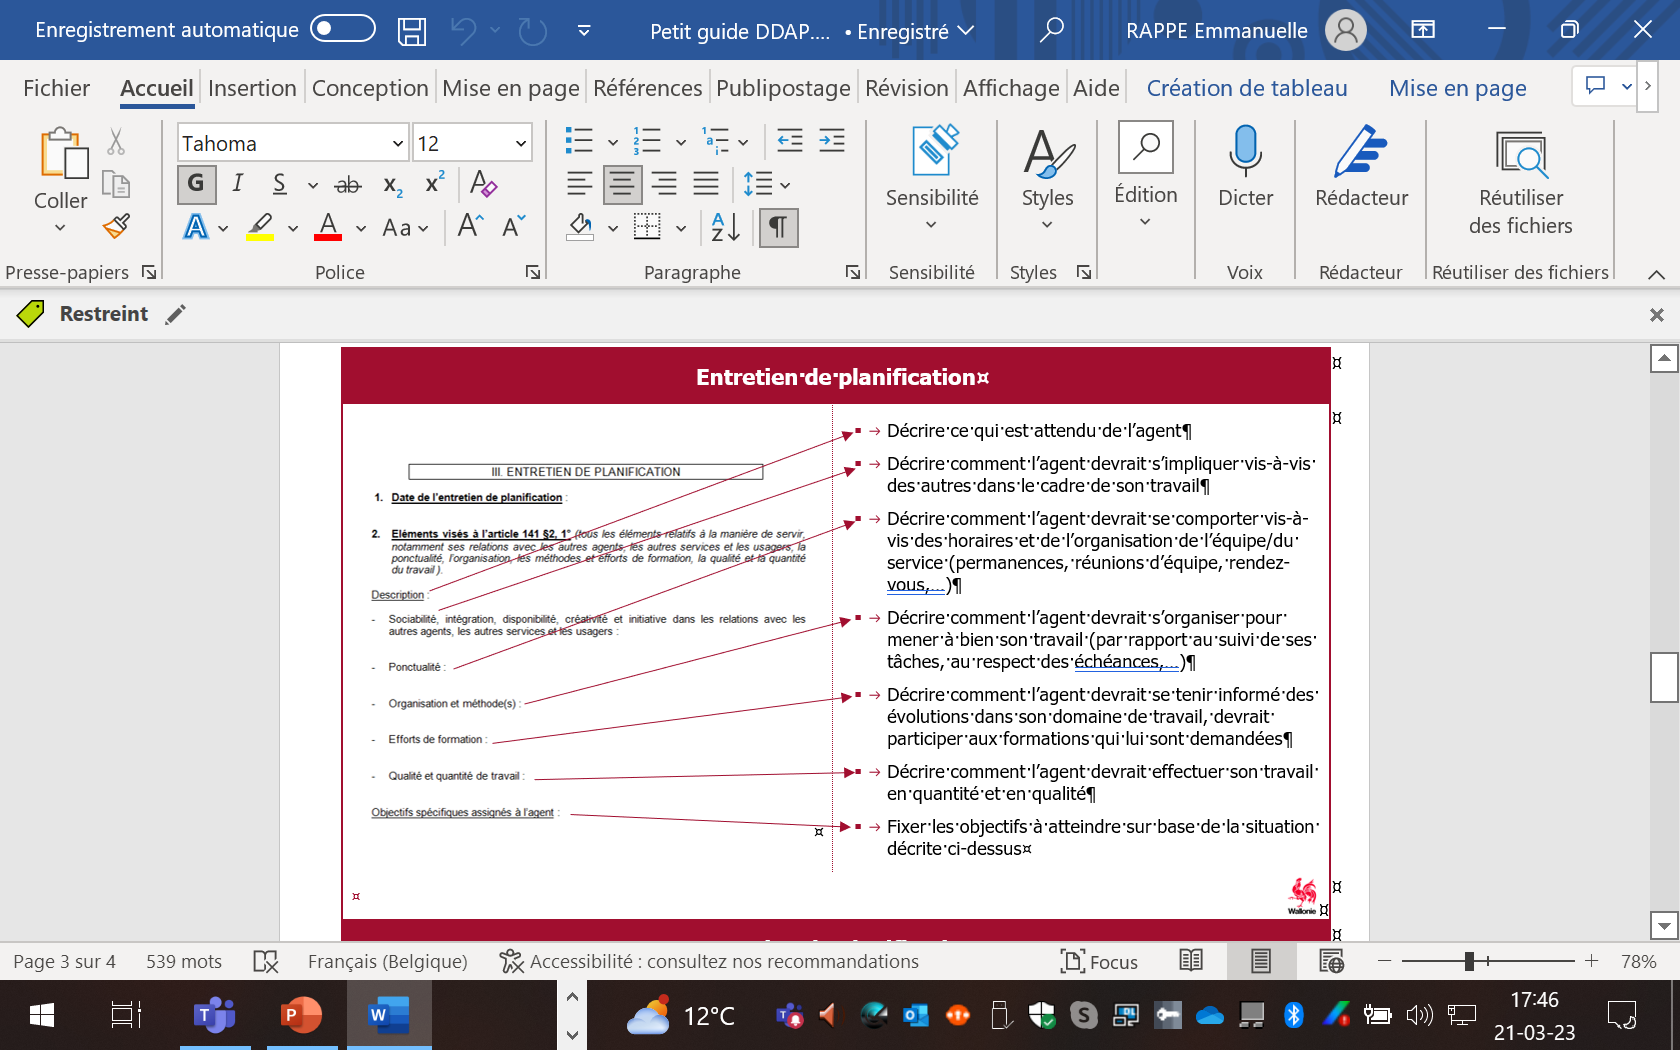 Enregistrement automatique
Petit guide DDAP.... • Enregistré
RAPPE Emmanuelle
Fichier Accueil Insertion Conception Mise en page Références Publipostage Révision Affichage Aide Création de tableau Mise en page
Coller
Presse-papiers
Tahoma 12
G I S ab x2 x2 A
A A Aa A A
Police
Paragraphe
Sensibilité
Sensibilité
Styles
Styles
Édition
Dicter
Voix
Rédacteur
Rédacteur
Réutiliser
des fichiers
Réutiliser des fichiers
Restreint
Entretien·de·planification¤
III. ENTRETIEN DE PLANIFICATION
1. Date de l'entretien de planification :
2. Eléments visés à l'article 141 §2, 1° (tous les éléments relatifs à la manière de servir,
notamment ses relations avec les autres agents, les autres services et les usagers, la
ponctualité, l'organisation, les méthodes et efforts de formation, la qualité et la quantité
du travail ).
Description :
- Sociabilité, intégration, disponibilité, créativité et initiative dans les relations avec les
autres agents, les autres services et les usagers :
- Ponctualité :
- Organisation et méthode(s) :
- Efforts de formation :
- Qualité et quantité de travail :
Objectifs spécifiques assignés à l'agent :
▪ → Décrire·ce·qui·est·attendu·de·l’agent¶
▪ → Décrire·comment·l’agent·devrait·s’impliquer·vis-à-vis·
des·autres·dans·le·cadre·de·son·travail¶
▪ → Décrire·comment·l’agent·devrait·se·comporter·vis-à-
vis·des·horaires·et·de·l’organisation·de·l’équipe/du·
service·(permanences,·réunions·d’équipe,·rendez-
vous,...)¶
▪ → Décrire·comment·l’agent·devrait·s’organiser·pour·
mener·à·bien·son·travail·(par·rapport·au·suivi·de·ses·
tâches,·au·respect·des·échéances,...)¶
▪ → Décrire·comment·l’agent·devrait·se·tenir·informé·des·
évolutions·dans·son·domaine·de·travail,·devrait·
participer·aux·formations·qui·lui·sont·demandées¶
▪ → Décrire·comment·l’agent·devrait·effectuer·son·travail·
en·quantité·et·en·qualité¶
▪ → Fixer·les·objectifs·à·atteindre·sur·base·de·la·situation·
décrite·ci-dessus¤
Wallonie
Page 3 sur 4 539 mots Français (Belgique) Accessibilité : consultez nos recommandations Focus 78%
12°C
17:46
21-03-23